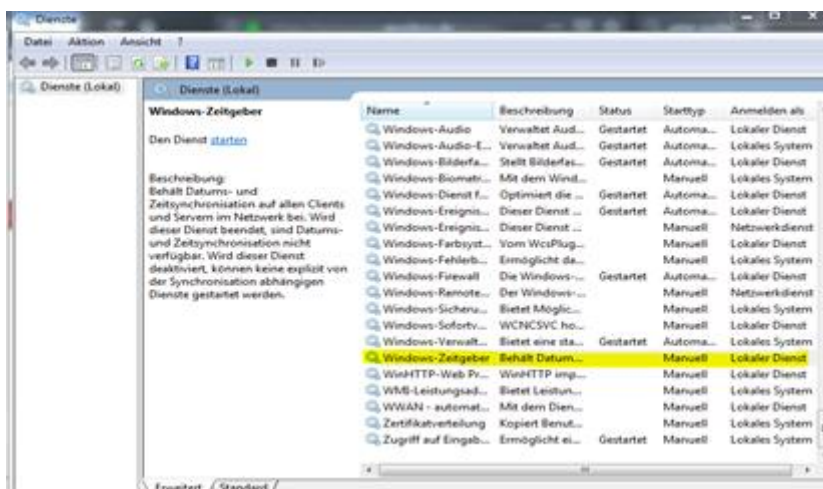 Dienste
Datei Aktion Ansicht ?
Dienste (Lokal)
Dienste (Lokal)
Windows-Zeitgeber
Den Dienst starten
Beschreibung:
Behält Datums- und
Zeitsynchronisation auf allen Clients
und Servern im Netzwerk bei. Wird
dieser Dienst beendet, sind Datums-
und Zeitsynchronisation nicht
verfügbar. Wird dieser Dienst
deaktiviert, können keine explizit von
der Synchronisation abhängigen
Dienste gestartet werden.
Name Beschreibung Status Starttyp Anmelden als
Windows-Audio Verwaltet Aud... Gestartet Automa... Lokaler Dienst
Windows-Audio-E... Verwaltet Aud... Gestartet Automa... Lokales System
Windows-Bilderfa... Stellt Bilderfas... Gestartet Automa... Lokaler Dienst
Windows-Biometr... Mit dem Wind... Manuell Lokales System
Windows-Dienst f... Optimiert die ... Gestartet Automa... Lokaler Dienst
Windows-Ereignis... Dieser Dienst ... Gestartet Automa... Lokaler Dienst
Windows-Ereignis... Dieser Dienst ... Manuell Netzwerkdienst
Windows-Farbsyst... Vom WcsPlug... Manuell Lokaler Dienst
Windows-Fehlerb... Ermöglicht da... Manuell Lokales System
Windows-Firewall Die Windows-... Gestartet Automa... Lokaler Dienst
Windows-Remote... Der Windows-... Manuell Netzwerkdienst
Windows-Sicheru... Bietet Möglic... Manuell Lokales System
Windows-Sofortv... WCNCSVC ho... Manuell Lokaler Dienst
Windows-Verwalt... Bietet eine sta... Gestartet Automa... Lokales System
Windows-Zeitgeber Behält Datum... Manuell Lokaler Dienst
WinHTTP-Web Pr... WinHTTP imp... Manuell Lokaler Dienst
WMI-Leistungsad... Bietet Leistun... Manuell Lokales System
WWAN - automat... Mit dem Dien... Manuell Lokaler Dienst
Zertifikatverteilung Kopiert Benut... Manuell Lokales System
Zugriff auf Eingab... Ermöglicht ei... Gestartet Manuell Lokales System
Erweitert Standard